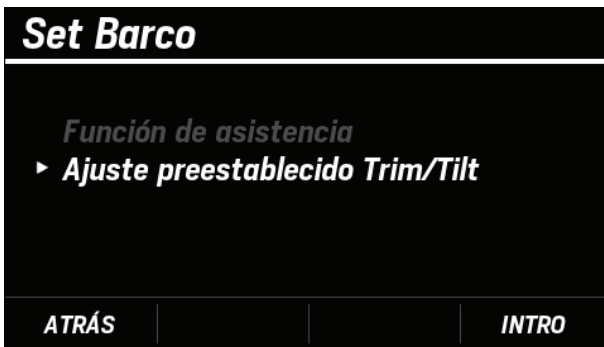 Set Barco
Función de asistencia
Ajuste preestablecido Trim/Tilt
ATRÁS INTRO